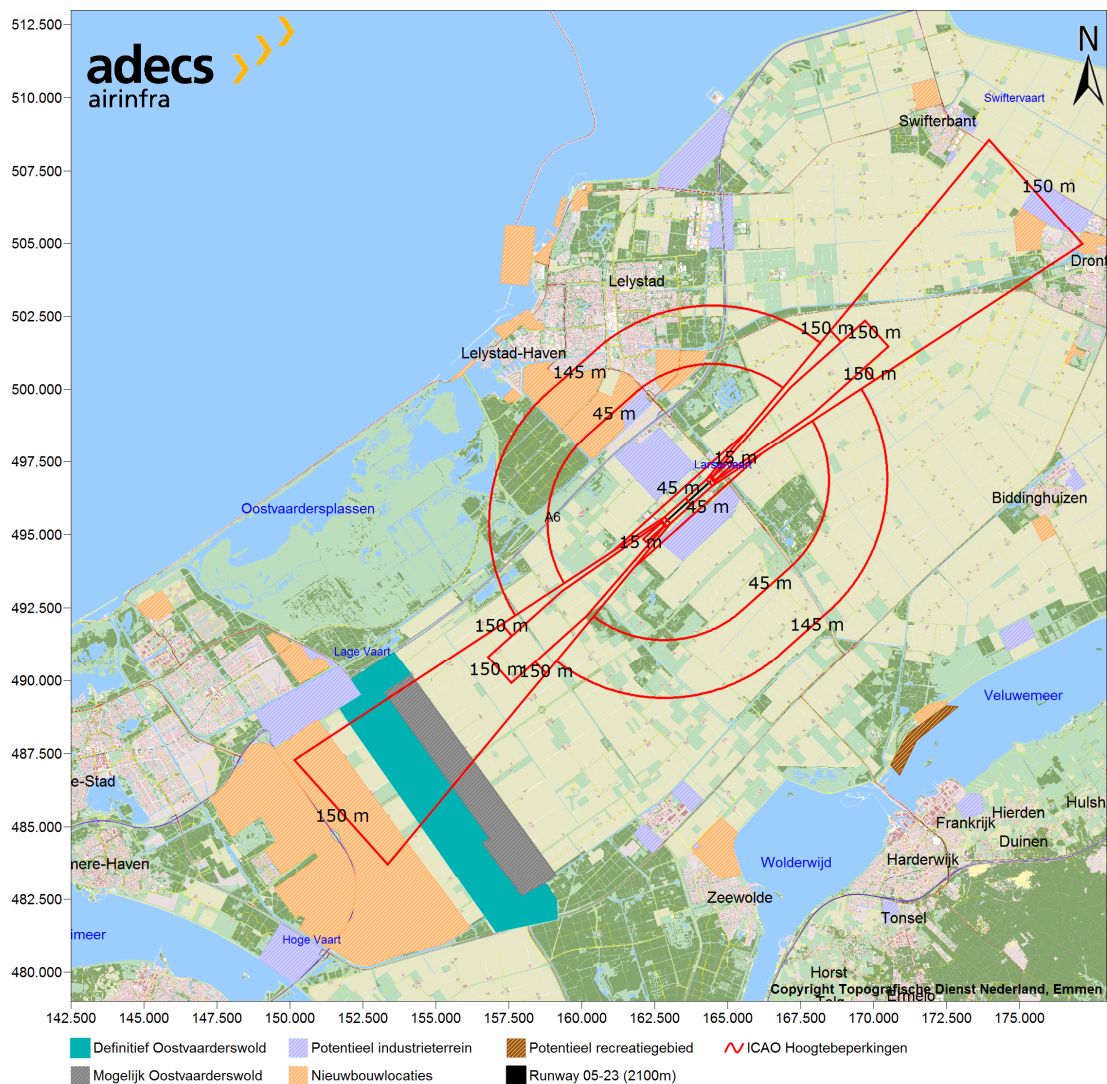 512.500
510.000
507.500
505.000
502.500
500.000
497.500
495.000
492.500
490.000
487.500
485.000
482.500
480.000
adecs
airinfra
N
Swiftervaart
Swifterbant
150 m
Dront
Lelystad
150 m
150 m
Lelystad-Haven
145 m
150 m
45 m
15 m
Larservaart
45 m
45 m
Biddinghuizen
Oostvaardersplassen
A6
15 m
45 m
150 m
145 m
Lage Vaart
150 m
150 m
Veluwemeer
e-Stad
150 m
Hulsh
Hierden
Frankrijk
Duinen
mere-Haven
Wolderwijd
Harderwijk
Zeewolde
Tonsel
imeer
Hoge Vaart
Horst
Copyright Topografische Dienst Nederland, Emmen
Ermelo
142.500 145.000 147.500 150.000 152.500 155.000 157.500 160.000 162.500 165.000 167.500 170.000 172.500 175.000
Definitief Oostvaarderswold Potentieel industrieterrein Potentieel recreatiegebied ICAO Hoogtebeperkingen
Mogelijk Oostvaarderswold Nieuwbouwlocaties Runway 05-23 (2100m)